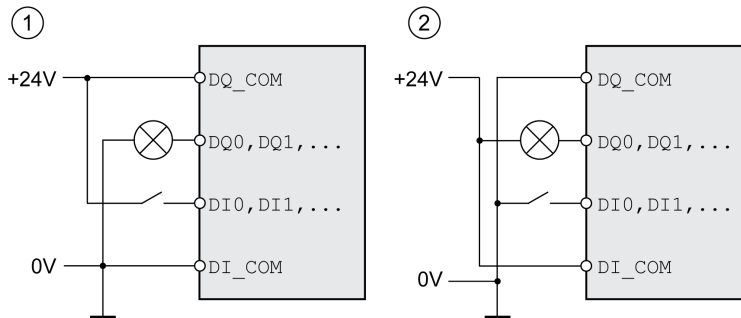 1
+24V
DQ_COM
DQ0,DQ1,...
DI0,DI1,...
0V
DI_COM
2
+24V
DQ_COM
DQ0,DQ1,...
DI0,DI1,...
DI_COM
0V